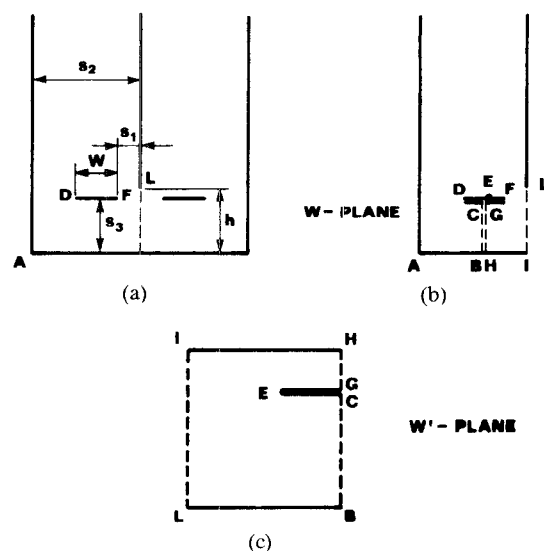 s₂
s₁
W
L
D F
s₃
h
A
(a)
W-PLANE
L
E
D F
C G
A B H I
(b)
I H
G
E C
W'-PLANE
L B
(c)